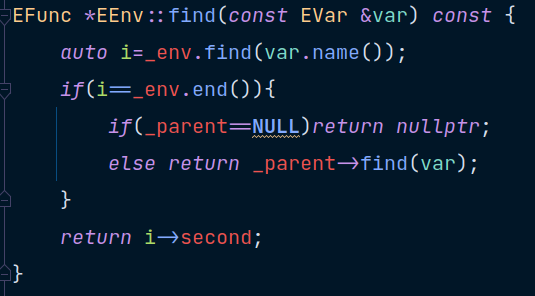 EFunc *EEnv::find(const EVar &var) const {
    auto i=_env.find(var.name());
    if(i==_env.end()){
        if(_parent==NULL)return nullptr;
        else return _parent->find(var);
    }
    return i->second;
}